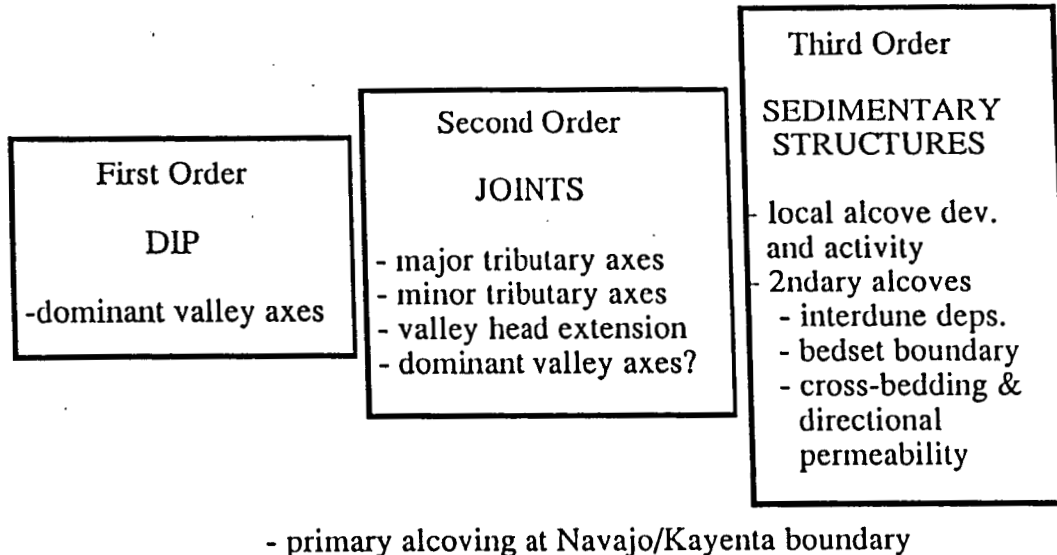 First Order
DIP
-dominant valley axes
Second Order
JOINTS
- major tributary axes
- minor tributary axes
- valley head extension
- dominant valley axes?
Third Order
SEDIMENTARY
STRUCTURES
- local alcove dev.
and activity
- 2ndary alcoves
- interdune deps.
- bedset boundary
- cross-bedding &
directional
permeability
- primary alcoving at Navajo/Kayenta boundary